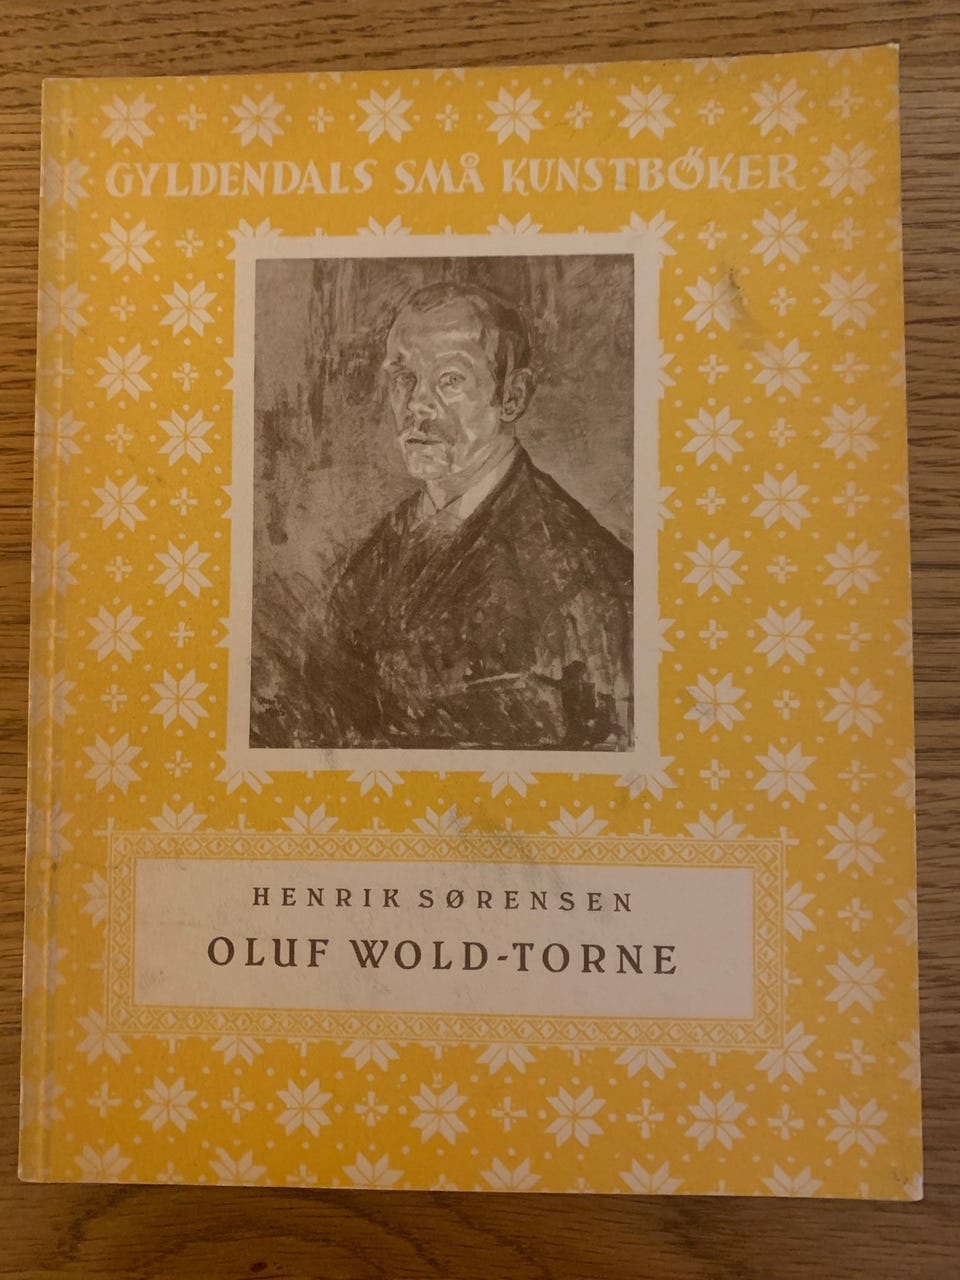 GYLDENDALS SMÅ KUNSTBØKER
HENRIK SØRENSEN
OLUF WOLD-TORNE